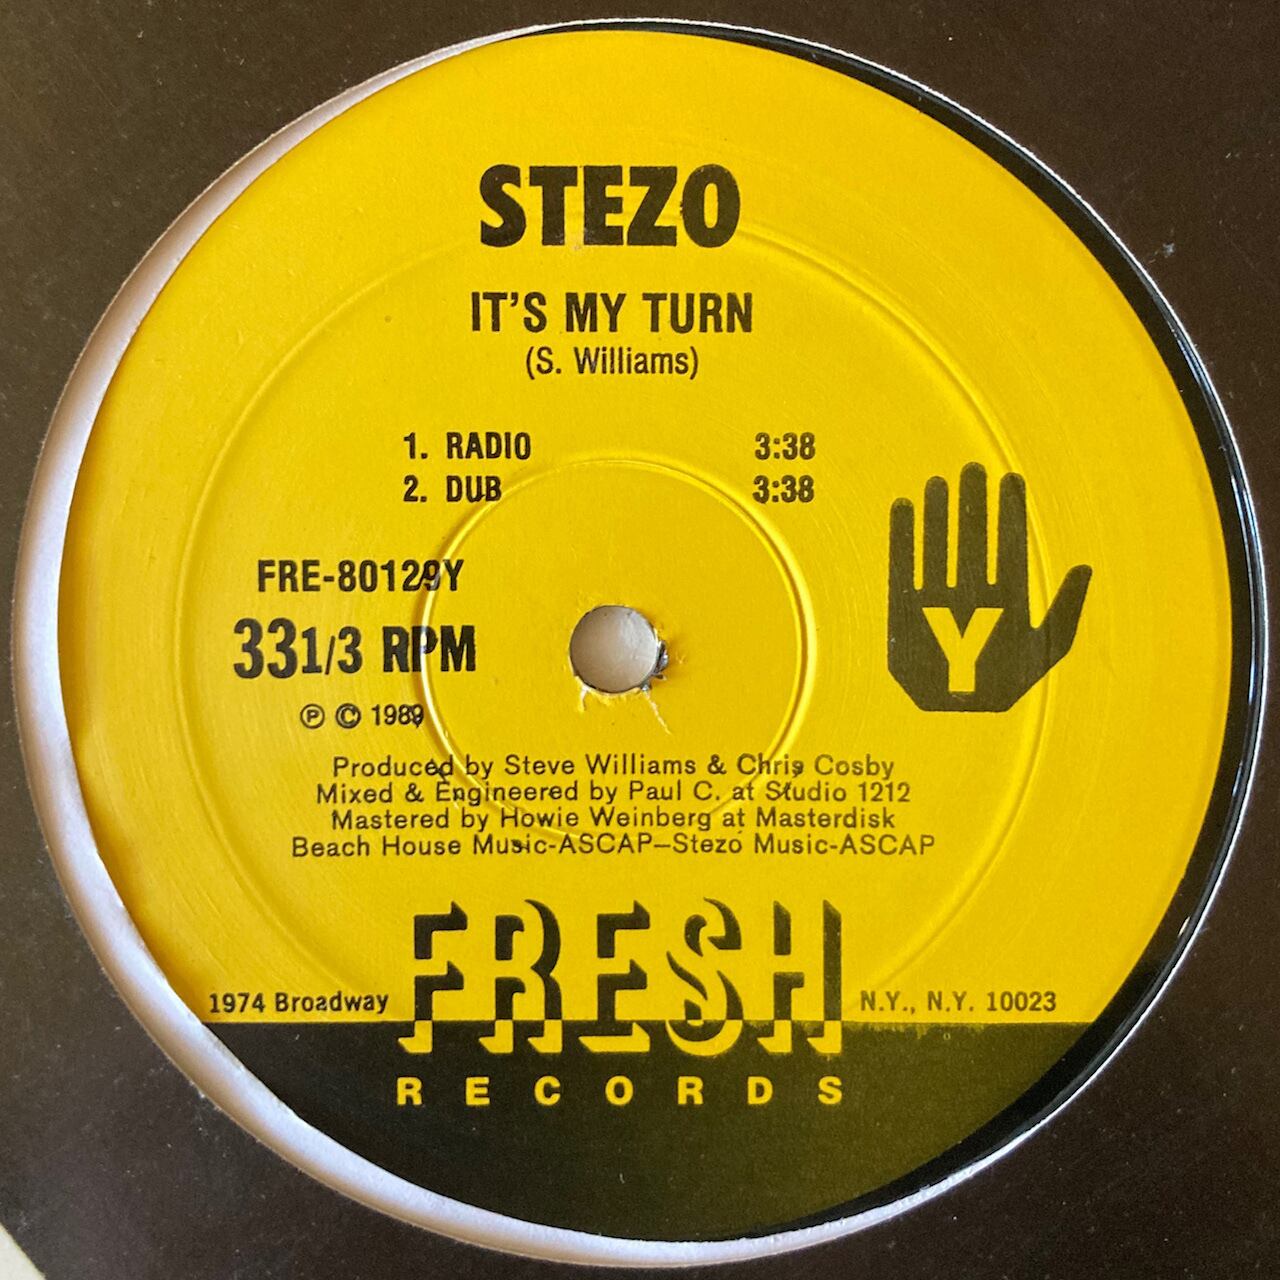 STEZO
IT'S MY TURN
(S. Williams)
1. RADIO 3:38
2. DUB 3:38
FRE-80129Y
33 1/3 RPM
Ⓟ © 1989
Y
Produced by Steve Williams & Chris Cosby
Mixed & Engineered by Paul C. at Studio 1212
Mastered by Howie Weinberg at Masterdisk
Beach House Music-ASCAP—Stezo Music-ASCAP
FRESH
1974 Broadway N.Y., N.Y. 10023
RECORDS